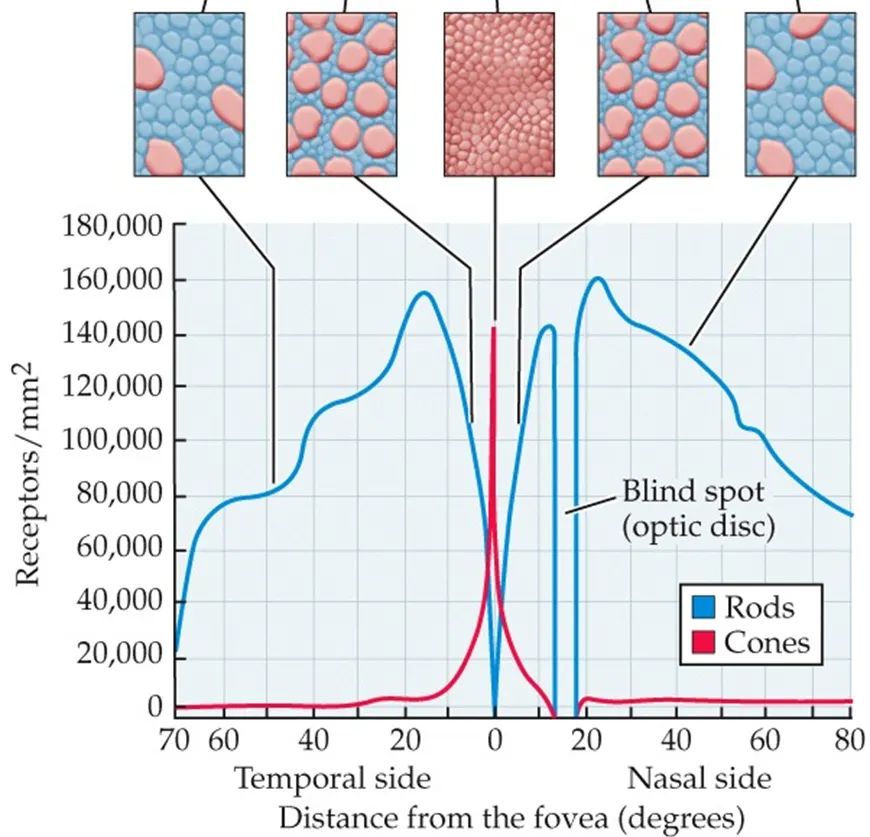 180,000
160,000
140,000
120,000
100,000
80,000
60,000
40,000
20,000
0
Receptors/mm²
Blind spot
(optic disc)
Rods
Cones
70 60 40 20 0 20 40 60 80
Temporal side Nasal side
Distance from the fovea (degrees)